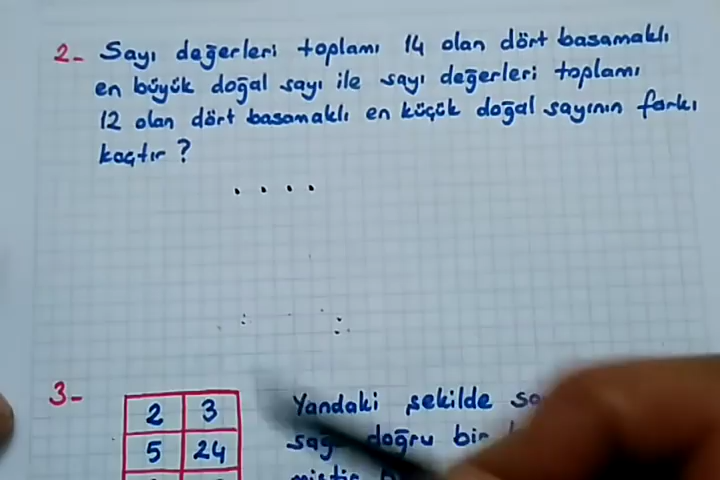 2- Sayı değerleri toplamı 14 olan dört basamaklı
en büyük doğal sayı ile sayı değerleri toplamı
12 olan dört basamaklı en küçük doğal sayının farkı
kaçtır ?
3-
2 3
5 24
Yandaki şekilde
doğru bir